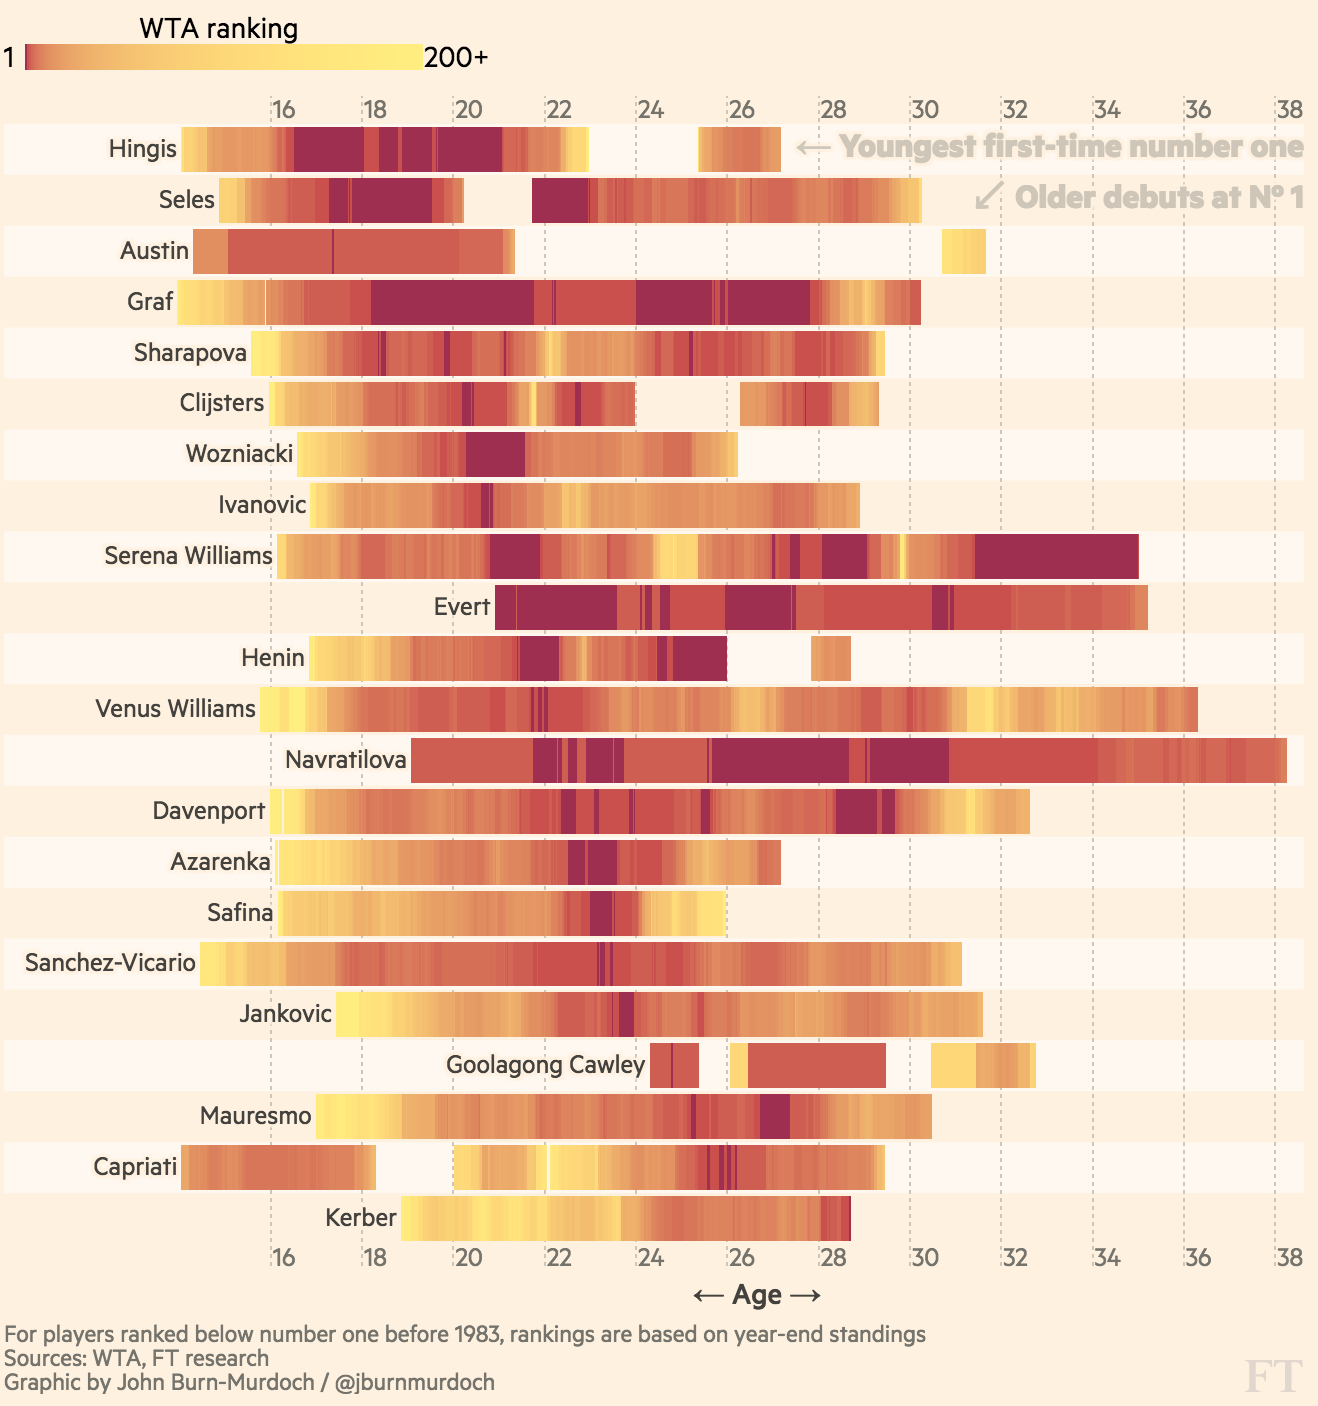 WTA ranking
1 200+
16 18 20 22 24 26 28 30 32 34 36 38
Hingis ← Youngest first-time number one
Seles ↙ Older debuts at Nº 1
Austin
Graf
Sharapova
Clijsters
Wozniacki
Ivanovic
Serena Williams
Evert
Henin
Venus Williams
Navratilova
Davenport
Azarenka
Safina
Sanchez-Vicario
Jankovic
Goolagong Cawley
Mauresmo
Capriati
Kerber
16 18 20 22 24 26 28 30 32 34 36 38
← Age →
For players ranked below number one before 1983, rankings are based on year-end standings
Sources: WTA, FT research
Graphic by John Burn-Murdoch / @jburnmurdoch
FT